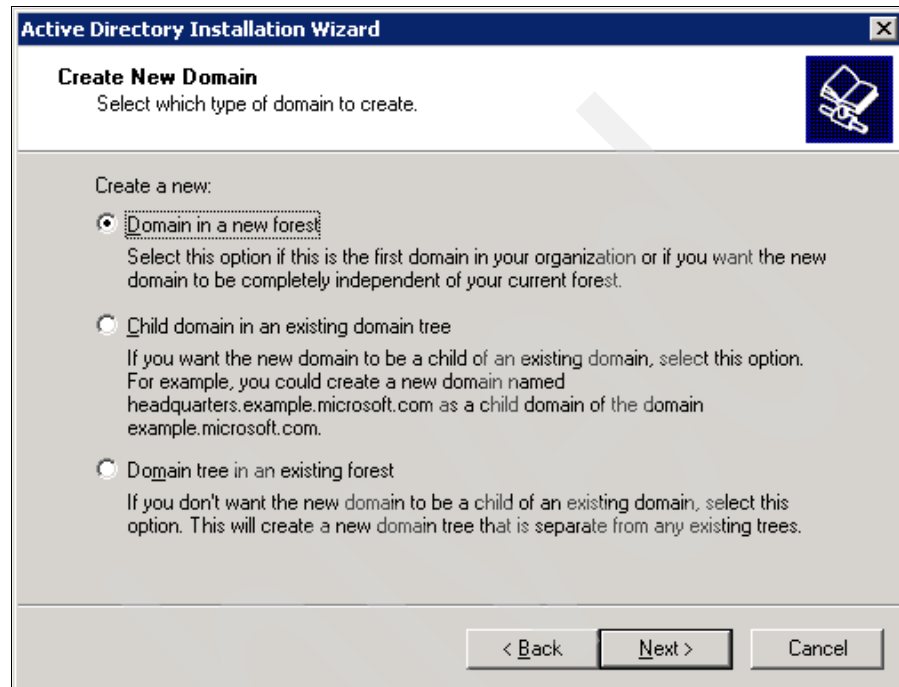 Active Directory Installation Wizard
Create New Domain
Select which type of domain to create.
Create a new:
Domain in a new forest
Select this option if this is the first domain in your organization or if you want the new
domain to be completely independent of your current forest.
Child domain in an existing domain tree
If you want the new domain to be a child of an existing domain, select this option.
For example, you could create a new domain named
headquarters.example.microsoft.com as a child domain of the domain
example.microsoft.com.
Domain tree in an existing forest
If you don't want the new domain to be a child of an existing domain, select this
option. This will create a new domain tree that is separate from any existing trees.
< Back
Next >
Cancel